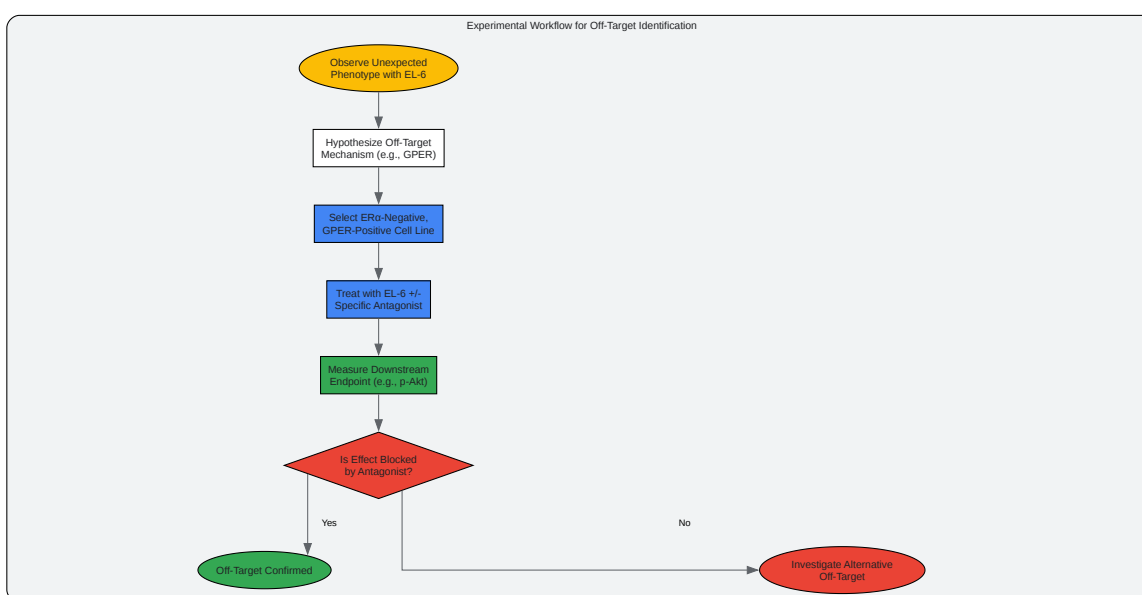 Experimental Workflow for Off-Target Identification
Observe Unexpected
Phenotype with EL-6
Hypothesize Off-Target
Mechanism (e.g., GPER)
Select ERα-Negative,
GPER-Positive Cell Line
Treat with EL-6 +/-
Specific Antagonist
Measure Downstream
Endpoint (e.g., p-Akt)
Is Effect Blocked
by Antagonist?
Yes
No
Off-Target Confirmed
Investigate Alternative
Off-Target